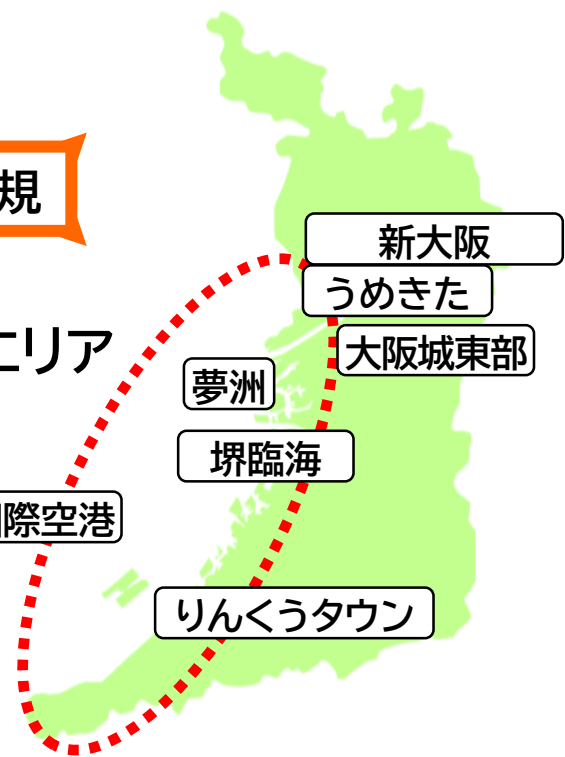 規
新大阪
うめきた
エリア
大阪城東部
夢洲
堺臨海
際空港
りんくうタウン